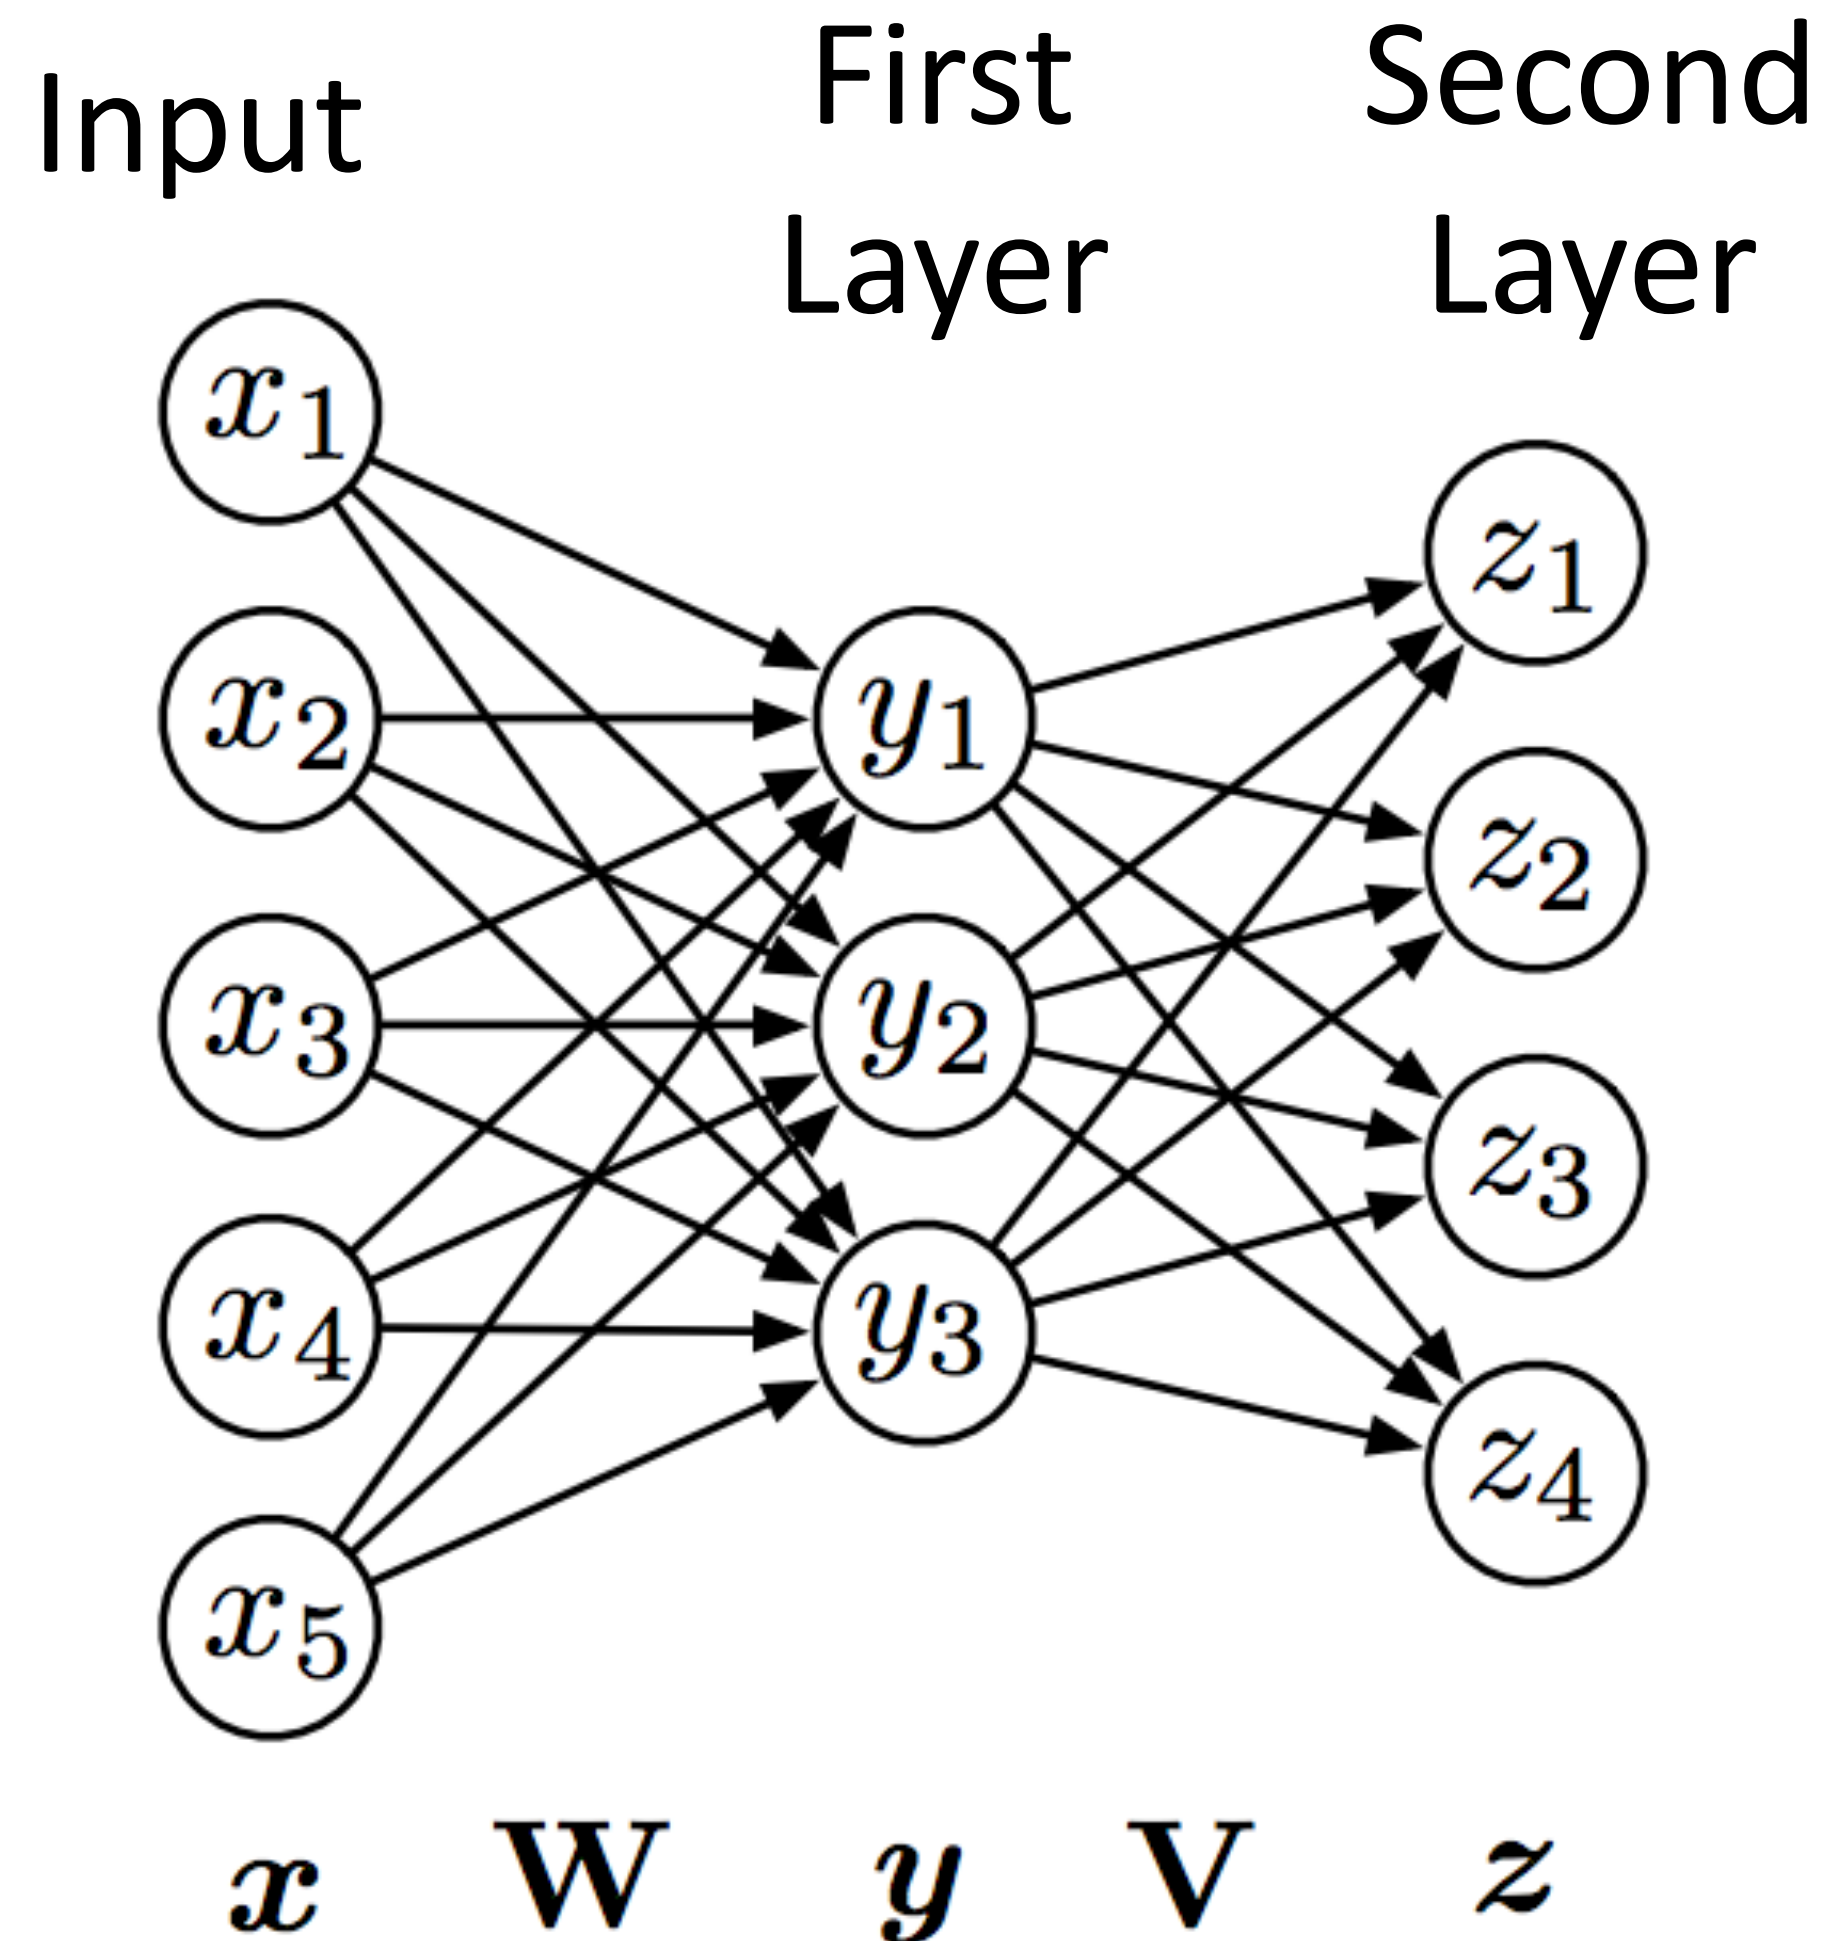 Input
First
Layer
Second
Layer
x1
x2
x3
x4
x5
y1
y2
y3
z1
z2
z3
z4
x W y V z